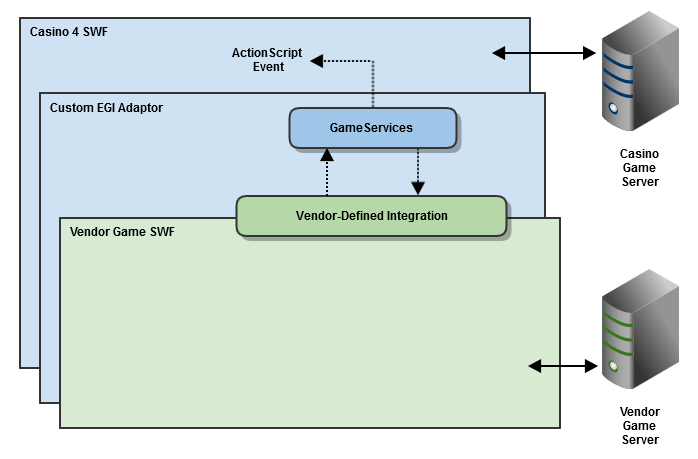 Casino 4 SWF
ActionScript
Event
Custom EGI Adaptor
GameServices
Casino
Game
Server
Vendor-Defined Integration
Vendor Game SWF
Vendor
Game
Server